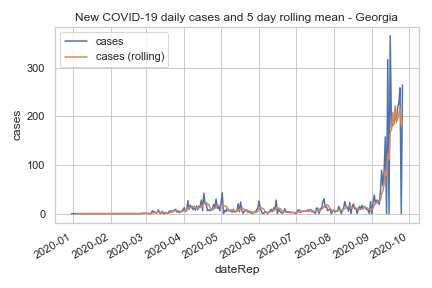 New COVID-19 daily cases and 5 day rolling mean - Georgia
cases
cases (rolling)
300
200
100
0
cases
2020-01
2020-02
2020-03
2020-04
2020-05
2020-06
2020-07
2020-08
2020-09
2020-10
dateRep